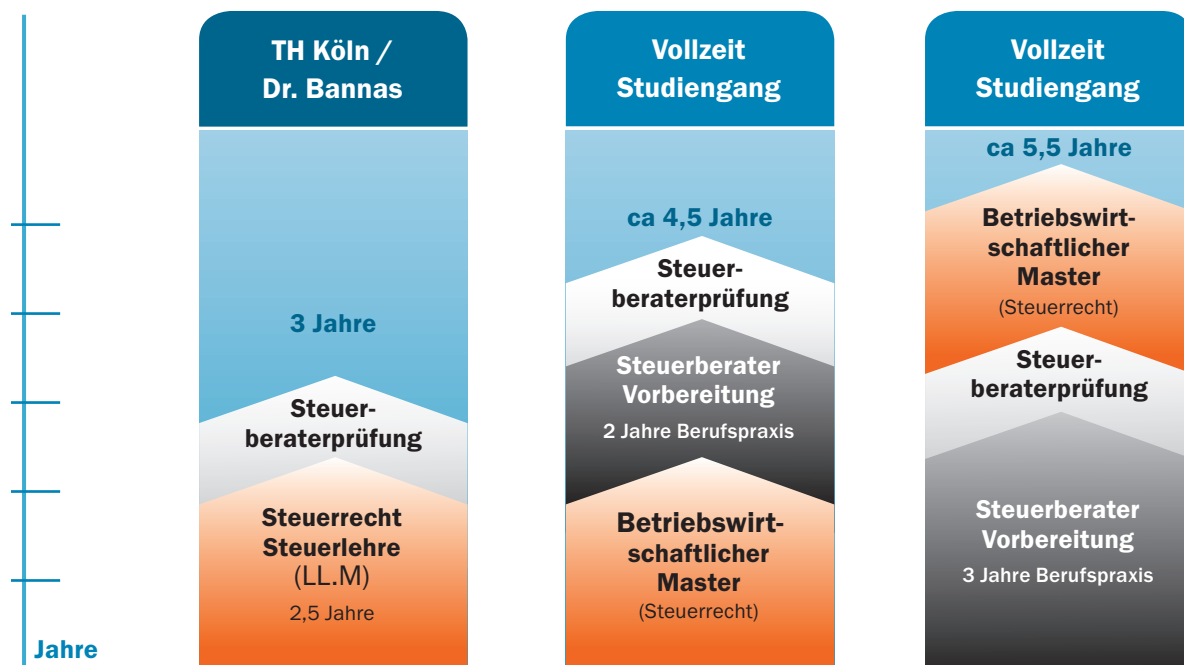 TH Köln /
Dr. Bannas
3 Jahre
Steuer-
beraterprüfung
Steuerrecht
Steuerlehre
(LL.M)
2,5 Jahre
Vollzeit
Studiengang
ca 4,5 Jahre
Steuer-
beraterprüfung
Steuerberater
Vorbereitung
2 Jahre Berufspraxis
Betriebswirt-
schaftlicher
Master
(Steuerrecht)
Vollzeit
Studiengang
ca 5,5 Jahre
Betriebswirt-
schaftlicher
Master
(Steuerrecht)
Steuer-
beraterprüfung
Steuerberater
Vorbereitung
3 Jahre Berufspraxis
Jahre